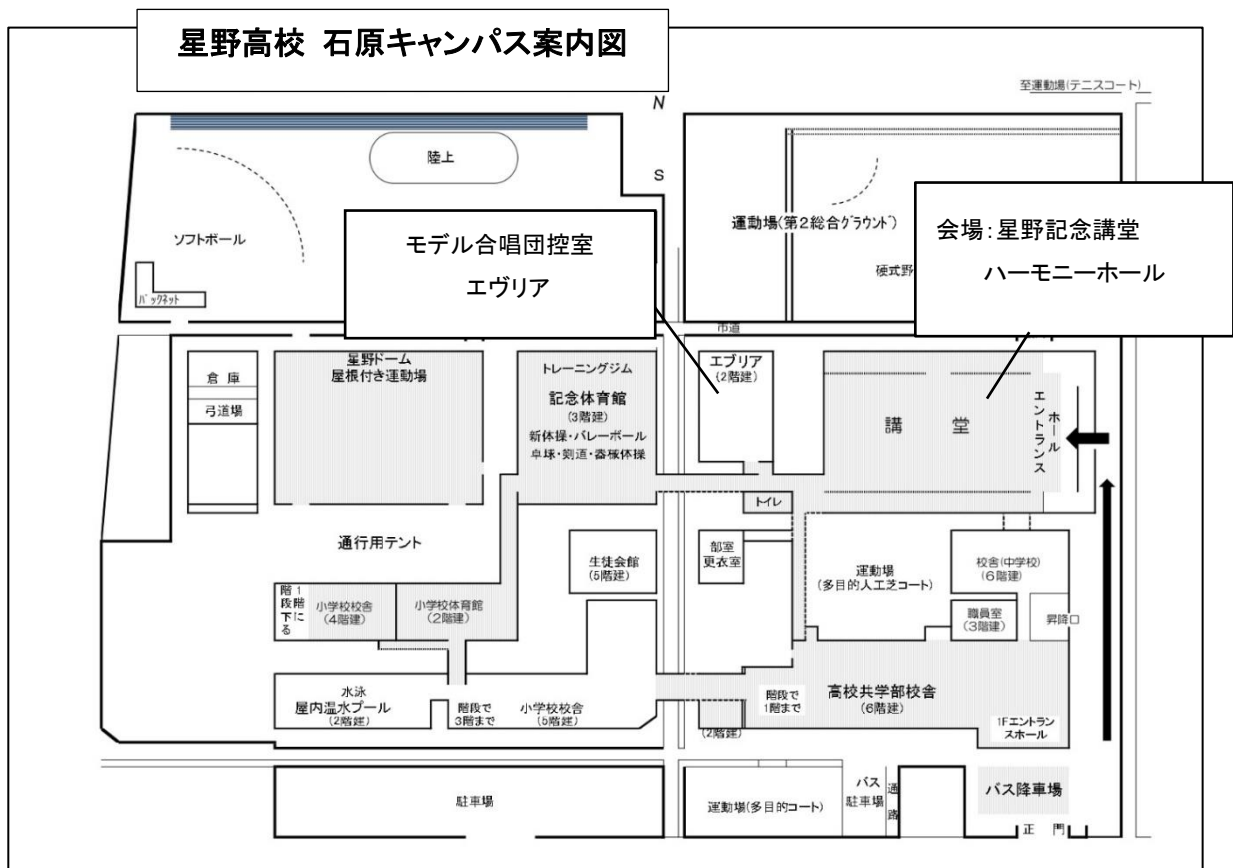 星野高校 石原キャンパス案内図
至運動場(テニスコート)
N
S
陸上
ソフトボール
バックネット
運動場(第2総合グラウンド)
硬式野
モデル合唱団控室
エヴリア
会場:星野記念講堂
ハーモニーホール
市道
倉庫
弓道場
星野ドーム
屋根付き運動場
トレーニングジム
記念体育館
(3階建)
新体操・バレーボール
卓球・剣道・器械体操
エブリア
(2階建)
講堂
ホール
エントランス
トイレ
通行用テント
生徒会館
(5階建)
部室
更衣室
運動場
(多目的人工芝コート)
校舎(中学校)
(6階建)
職員室
(3階建)
昇降口
1階に
階段下る
小学校校舎
(4階建)
小学校体育館
(2階建)
水泳
屋内温水プール
(2階建)
階段で
3階まで
小学校校舎
(5階建)
(2階建)
階段で
1階まで
高校共学部校舎
(6階建)
1Fエントラン
スホール
駐車場
運動場(多目的コート)
バス
駐車場
通路
バス降車場
正門